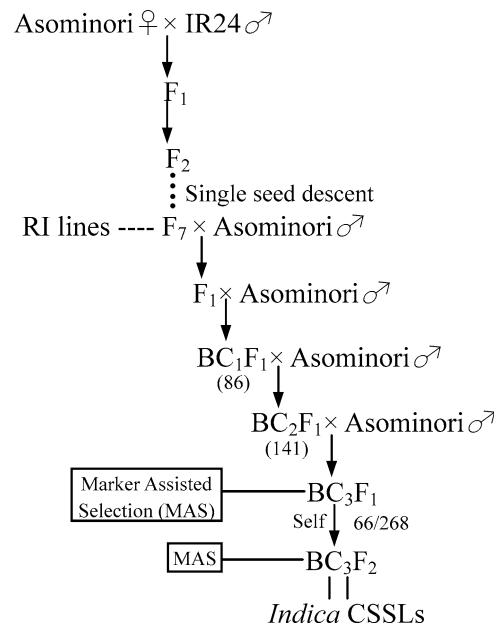 Asominori♀ × IR24♂
F₁
F₂
Single seed descent
RI lines ---- F₇ × Asominori♂
F₁× Asominori♂
BC₁F₁× Asominori♂
(86)
BC₂F₁× Asominori♂
(141)
Marker Assisted
Selection (MAS)
BC₃F₁
Self 66/268
MAS
BC₃F₂
Indica CSSLs